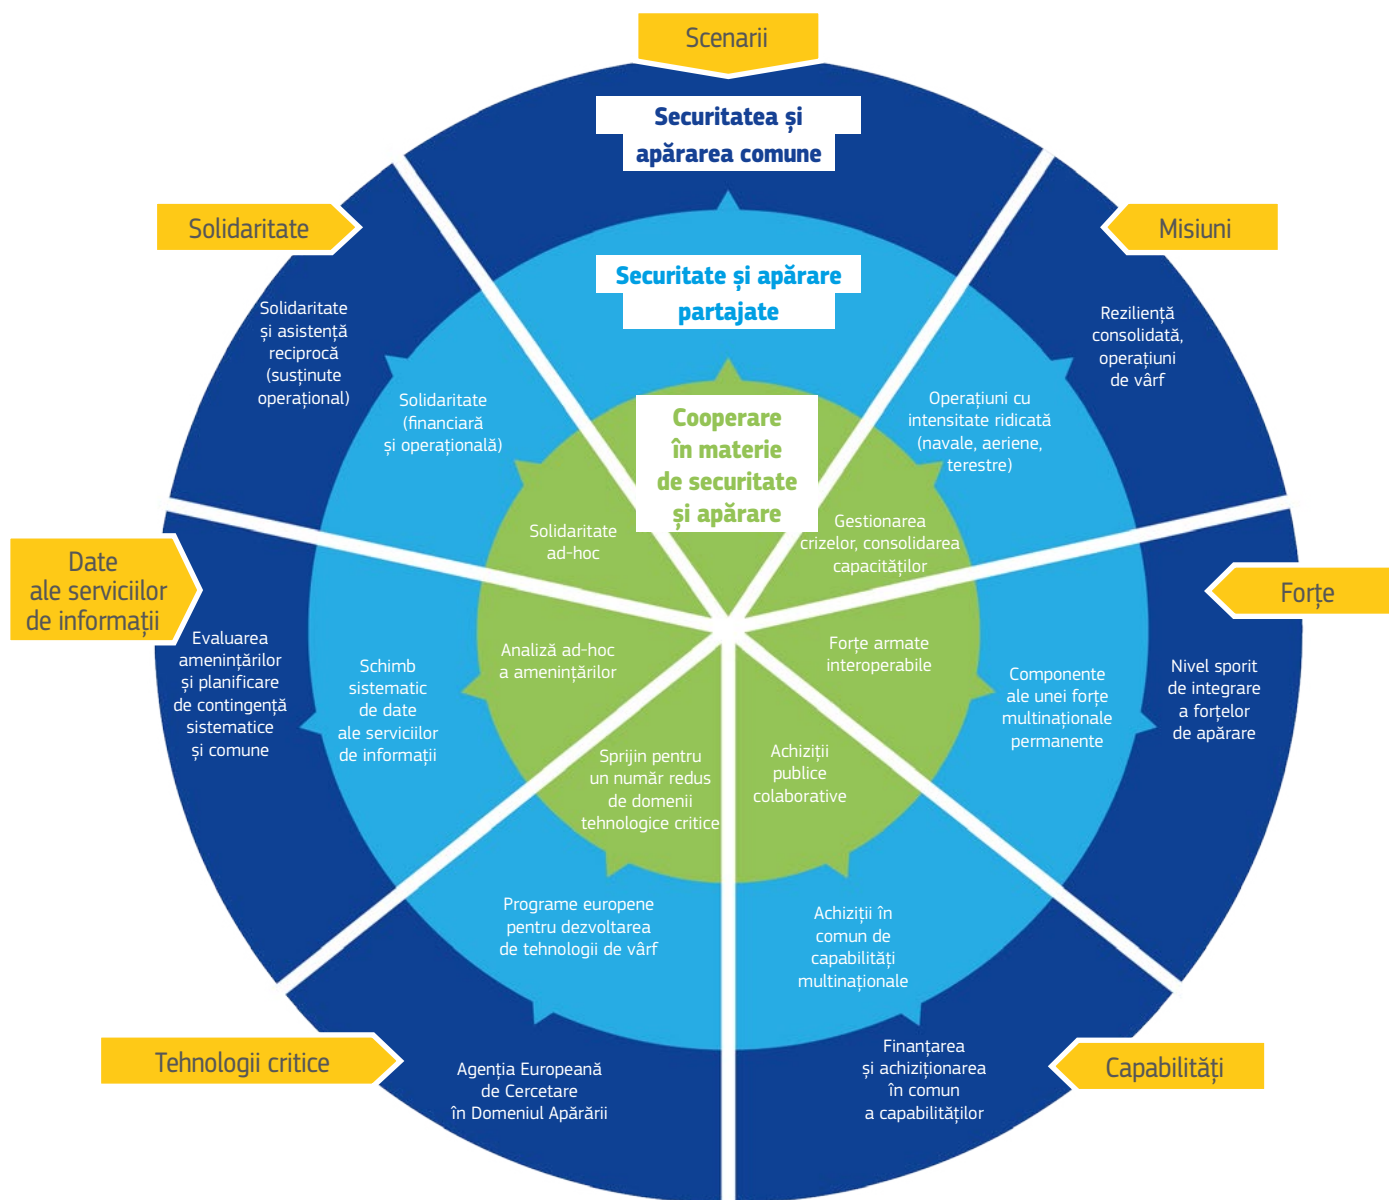 Scenarii
Securitatea și
apărarea comune
Securitate și apărare
partajate
Cooperare
în materie
de securitate
și apărare
Misiuni
Reziliență
consolidată,
operațiuni
de vârf
Operațiuni cu
intensitate ridicată
(navale, aeriene,
terestre)
Gestionarea
crizelor, consolidarea
capacităților
Forțe
Nivel sporit
de integrare
a forțelor
de apărare
Componente
ale unei forțe
multinaționale
permanente
Forțe armate
interoperabile
Capabilități
Finanțarea
și achiziționarea
în comun
a capabilităților
Achiziții în
comun de
capabilități
multinaționale
Achiziții
publice
colaborative
Tehnologii critice
Agenția Europeană
de Cercetare
în Domeniul Apărării
Programe europene
pentru dezvoltarea
de tehnologii de vârf
Sprijin pentru
un număr redus
de domenii
tehnologice critice
Date
ale serviciilor
de informații
Evaluarea
amenințărilor
și planificare
de contingență
sistematice
și comune
Schimb
sistematic
de date
ale serviciilor
de informații
Analiză ad-hoc
a amenințărilor
Solidaritate
Solidaritate
și asistență
reciprocă
(susținute
operațional)
Solidaritate
(financiară
și operațională)
Solidaritate
ad-hoc